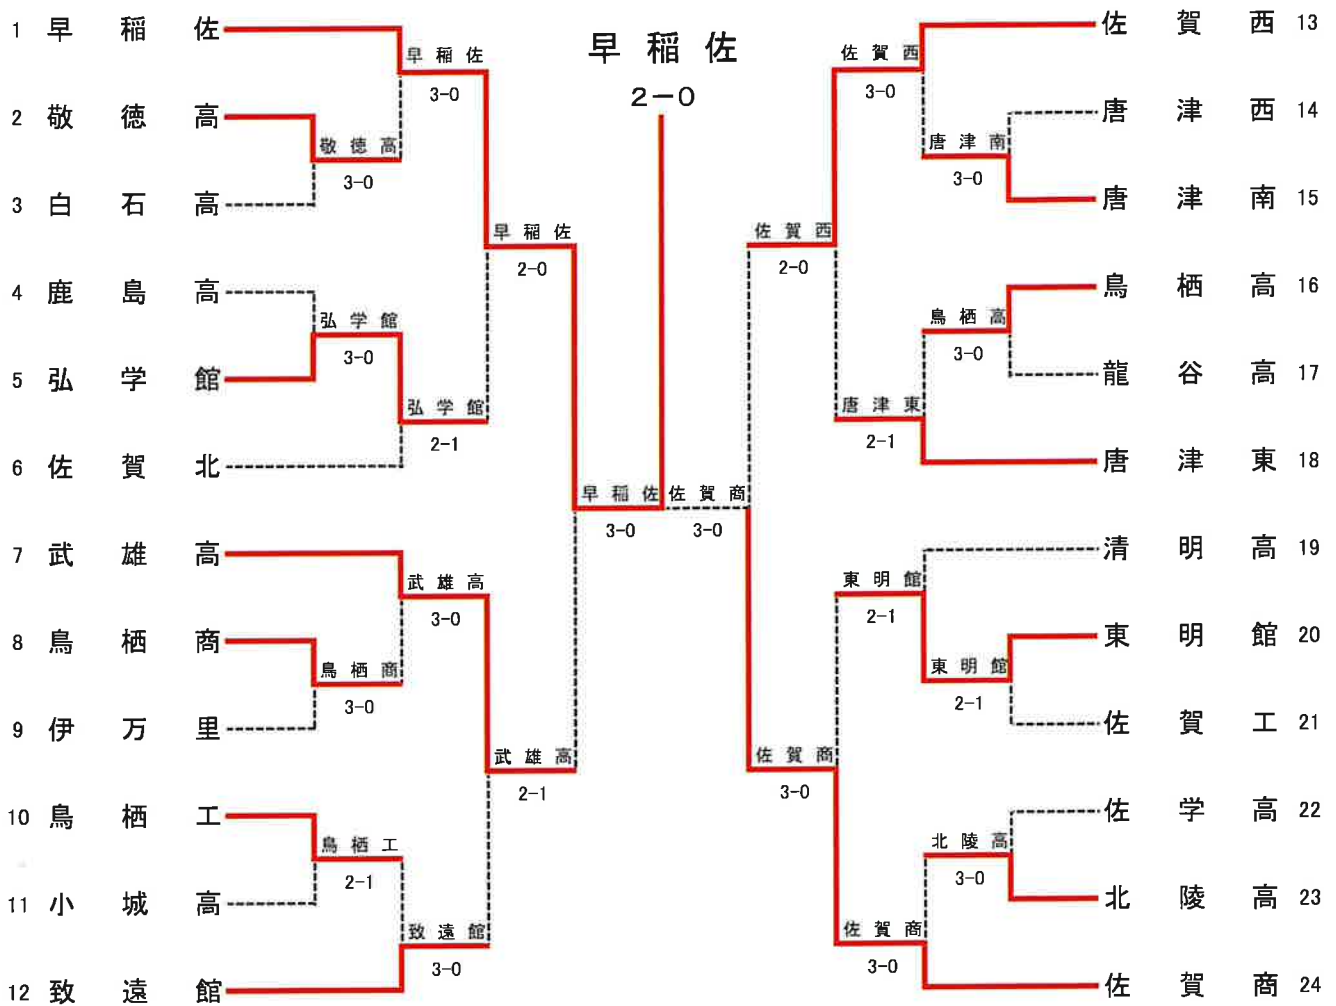 早稲佐
2-0
1 早稲佐
2 敬徳高
3 白石高
4 鹿島高
5 弘学館
6 佐賀北
7 武雄高
8 鳥栖商
9 伊万里
10 鳥栖工
11 小城高
12 致遠館
敬徳高
3-0
弘学館
3-0
鳥栖商
3-0
鳥栖工
2-1
早稲佐
3-0
弘学館
2-1
武雄高
3-0
致遠館
3-0
早稲佐
2-0
武雄高
2-1
早稲佐
3-0
佐賀商
3-0
佐賀西
2-0
佐賀商
3-0
佐賀西
3-0
唐津東
2-1
東明館
2-1
佐賀商
3-0
唐津南
3-0
鳥栖高
3-0
東明館
2-1
北陵高
3-0
佐賀西 13
唐津西 14
唐津南 15
鳥栖高 16
龍谷高 17
唐津東 18
清明高 19
東明館 20
佐賀工 21
佐学高 22
北陵高 23
佐賀商 24